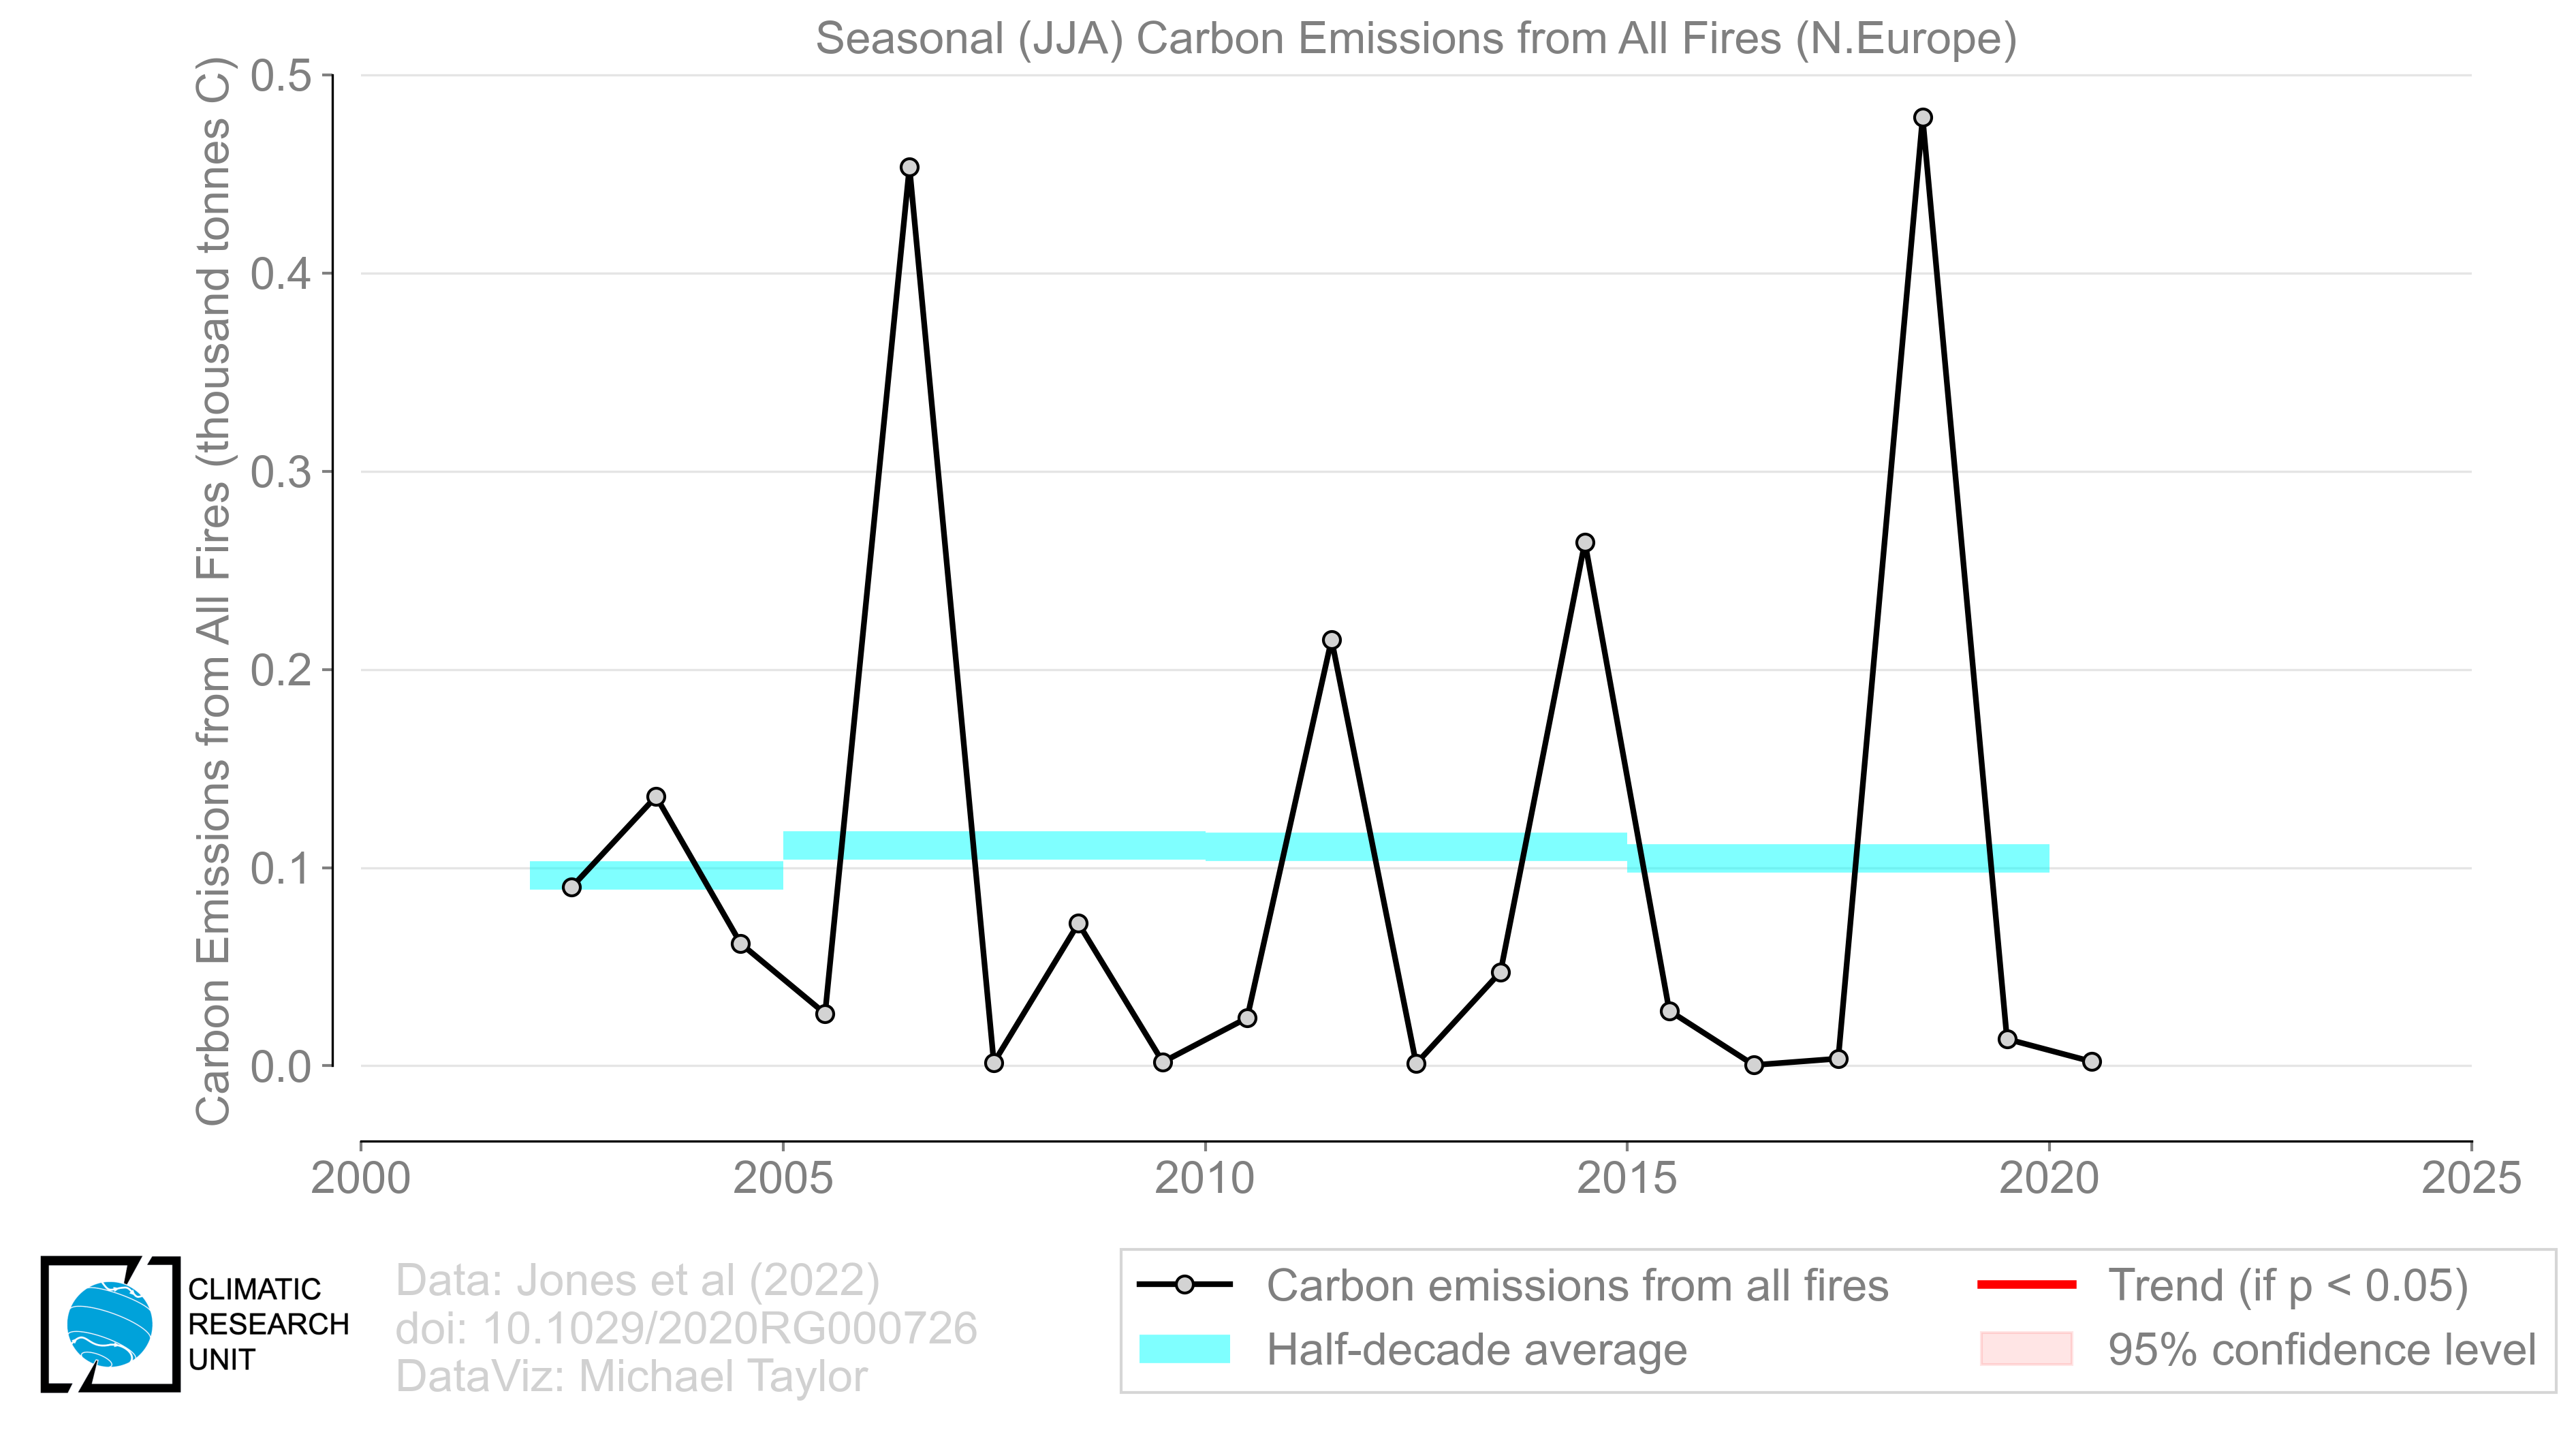 Seasonal (JJA) Carbon Emissions from All Fires (N.Europe)
Carbon Emissions from All Fires (thousand tonnes C)
0.5
0.4
0.3
0.2
0.1
0.0
2000 2005 2010 2015 2020 2025
CLIMATIC
RESEARCH
UNIT
Data: Jones et al (2022)
doi: 10.1029/2020RG000726
DataViz: Michael Taylor
Carbon emissions from all fires
Half-decade average
Trend (if p < 0.05)
95% confidence level